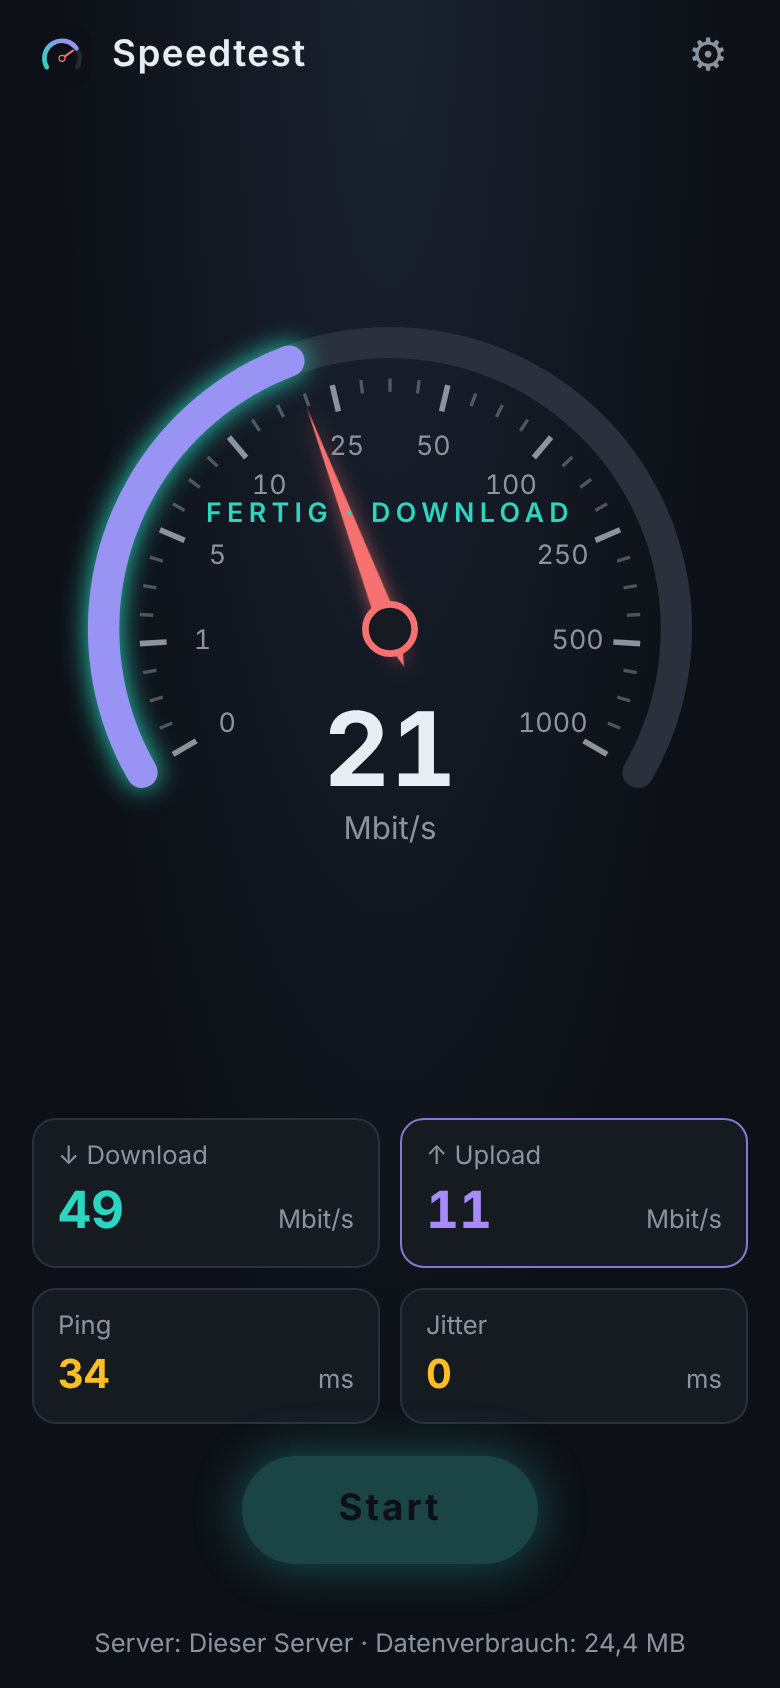 Speedtest
25 50
10 100
FERTIG · DOWNLOAD
5 250
1 500
0 1000
21
Mbit/s
↓ Download
49 Mbit/s
↑ Upload
11 Mbit/s
Ping
34 ms
Jitter
0 ms
Start
Server: Dieser Server · Datenverbrauch: 24,4 MB